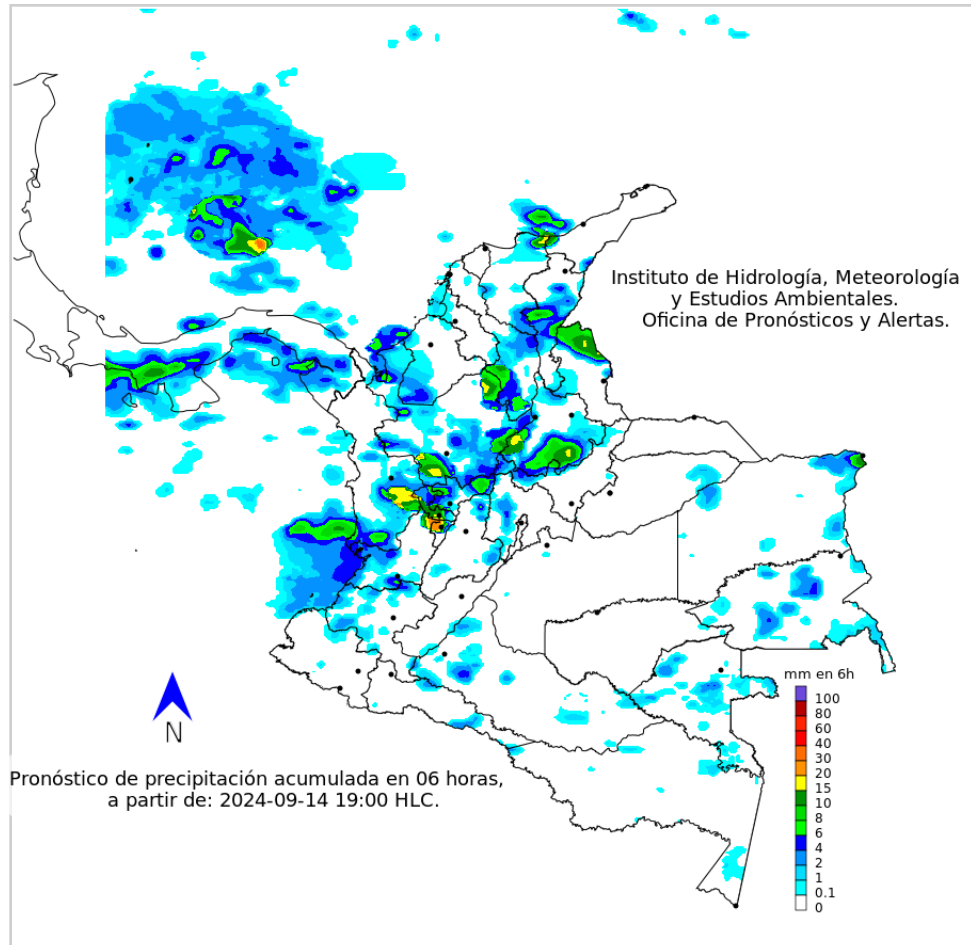 Instituto de Hidrología, Meteorología
y Estudios Ambientales.
Oficina de Pronósticos y Alertas.
mm en 6h
100
80
60
40
30
20
15
10
8
6
4
2
1
0.1
0
N
Pronóstico de precipitación acumulada en 06 horas,
a partir de: 2024-09-14 19:00 HLC.